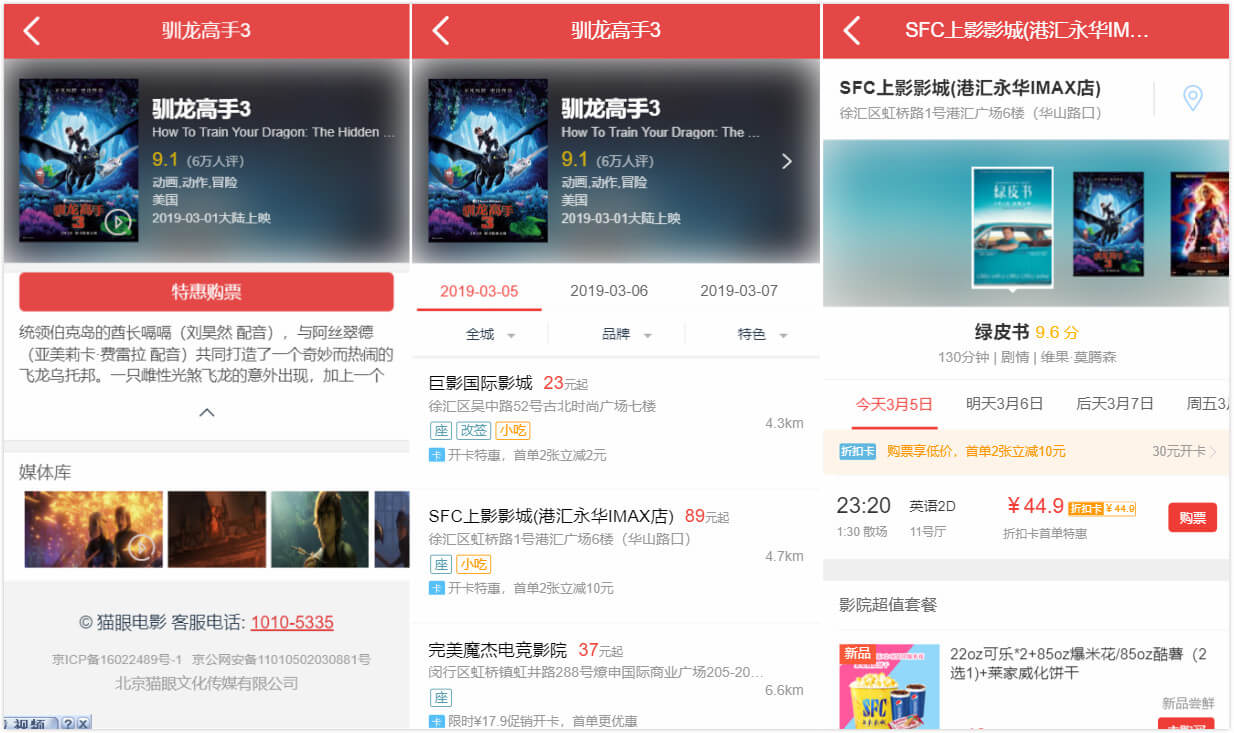 驯龙高手3
驯龙高手3
How To Train Your Dragon: The Hidden ...
9.1 (6万人评)
动画,动作,冒险
美国
2019-03-01大陆上映
驯龙高手
3
特惠购票
统领伯克岛的酋长嗝嗝（刘昊然 配音），与阿丝翠德
（亚美莉卡·费雷拉 配音）共同打造了一个奇妙而热闹的
飞龙乌托邦。一只雌性光煞飞龙的意外出现，加上一个
媒体库
© 猫眼电影 客服电话: 1010-5335
京ICP备16022489号-1 京公网安备11010502030881号
北京猫眼文化传媒有限公司
视频 ? X
驯龙高手3
驯龙高手3
How To Train Your Dragon: The ...
9.1 (6万人评)
动画,动作,冒险
美国
2019-03-01大陆上映
驯龙高手
3
2019-03-05 2019-03-06 2019-03-07
全城 品牌 特色
巨影国际影城 23元起
徐汇区吴中路52号古北时尚广场七楼
4.3km
座 改签 小吃
卡 开卡特惠，首单2张立减2元
SFC上影影城(港汇永华IMAX店) 89元起
徐汇区虹桥路1号港汇广场6楼（华山路口）
4.7km
座 小吃
卡 开卡特惠，首单2张立减10元
完美魔杰电竞影院 37元起
闵行区虹桥镇虹井路288号燎申国际商业广场205-20...
6.6km
座
卡 限时¥17.9促销开卡，首单更优惠
SFC上影影城(港汇永华IM...
SFC上影影城(港汇永华IMAX店)
徐汇区虹桥路1号港汇广场6楼（华山路口）
绿皮书
驯龙高手
3
绿皮书 9.6 分
130分钟 | 剧情 | 维果·莫腾森
今天3月5日 明天3月6日 后天3月7日 周五3月
折扣卡 购票享低价，首单2张立减10元 30元开卡
23:20 英语2D ¥44.9 折扣卡 ¥44.9
购票
1:30 散场 11号厅 折扣卡首单特惠
影院超值套餐
新品
SFC
22oz可乐*2+85oz爆米花/85oz酷薯（2
选1)+莱家威化饼干
新品尝鲜
去购买